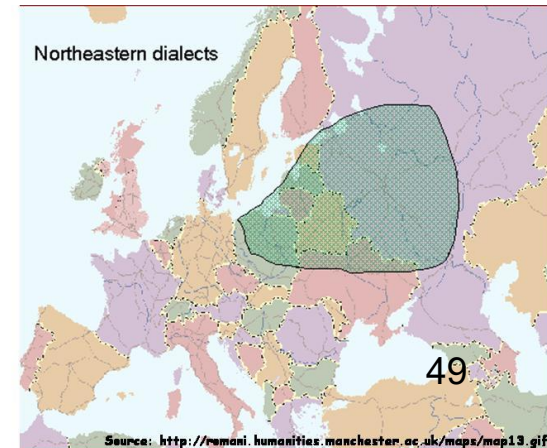 Northeastern dialects
49
Source: http://romani.humanities.manchester.ac.uk/maps/map13.gif